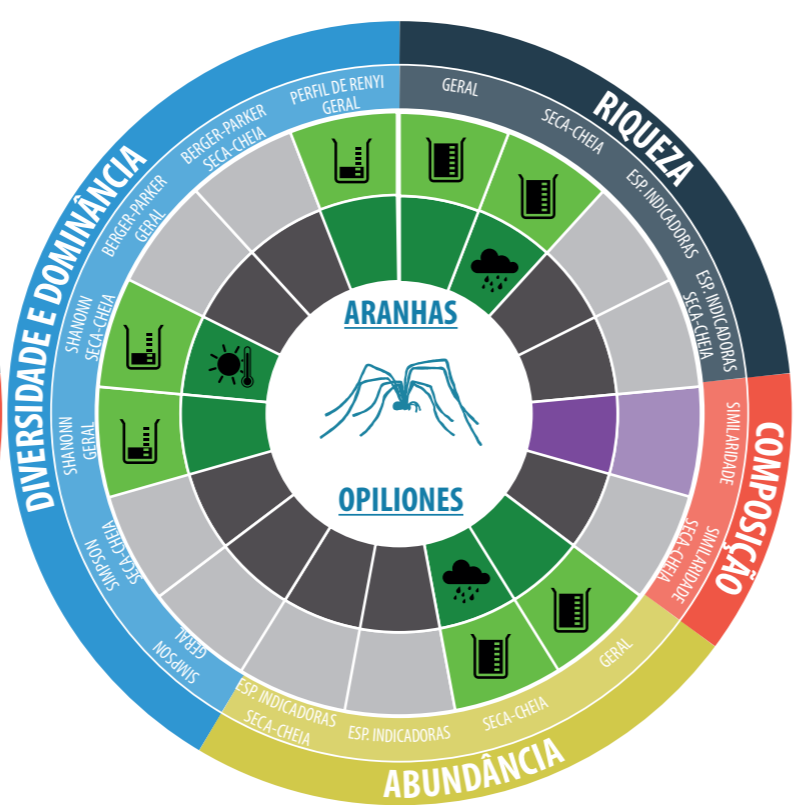 RIQUEZA
GERAL
SECA-CHEIA
ESP. INDICADORAS
ESP. INDICADORAS
SECA-CHEIA
COMPOSIÇÃO
SIMILARIDADE
SIMILARIDADE
SECA-CHEIA
ABUNDÂNCIA
GERAL
SECA-CHEIA
ESP. INDICADORAS
ESP. INDICADORAS
SECA-CHEIA
DIVERSIDADE E DOMINÂNCIA
SIMPSON
GERAL
SIMPSON
SECA-CHEIA
SHANONN
GERAL
SHANONN
SECA-CHEIA
BERGER-PARKER
GERAL
BERGER-PARKER
SECA-CHEIA
PERFIL DE RENYI
GERAL
ARANHAS
OPILIONES